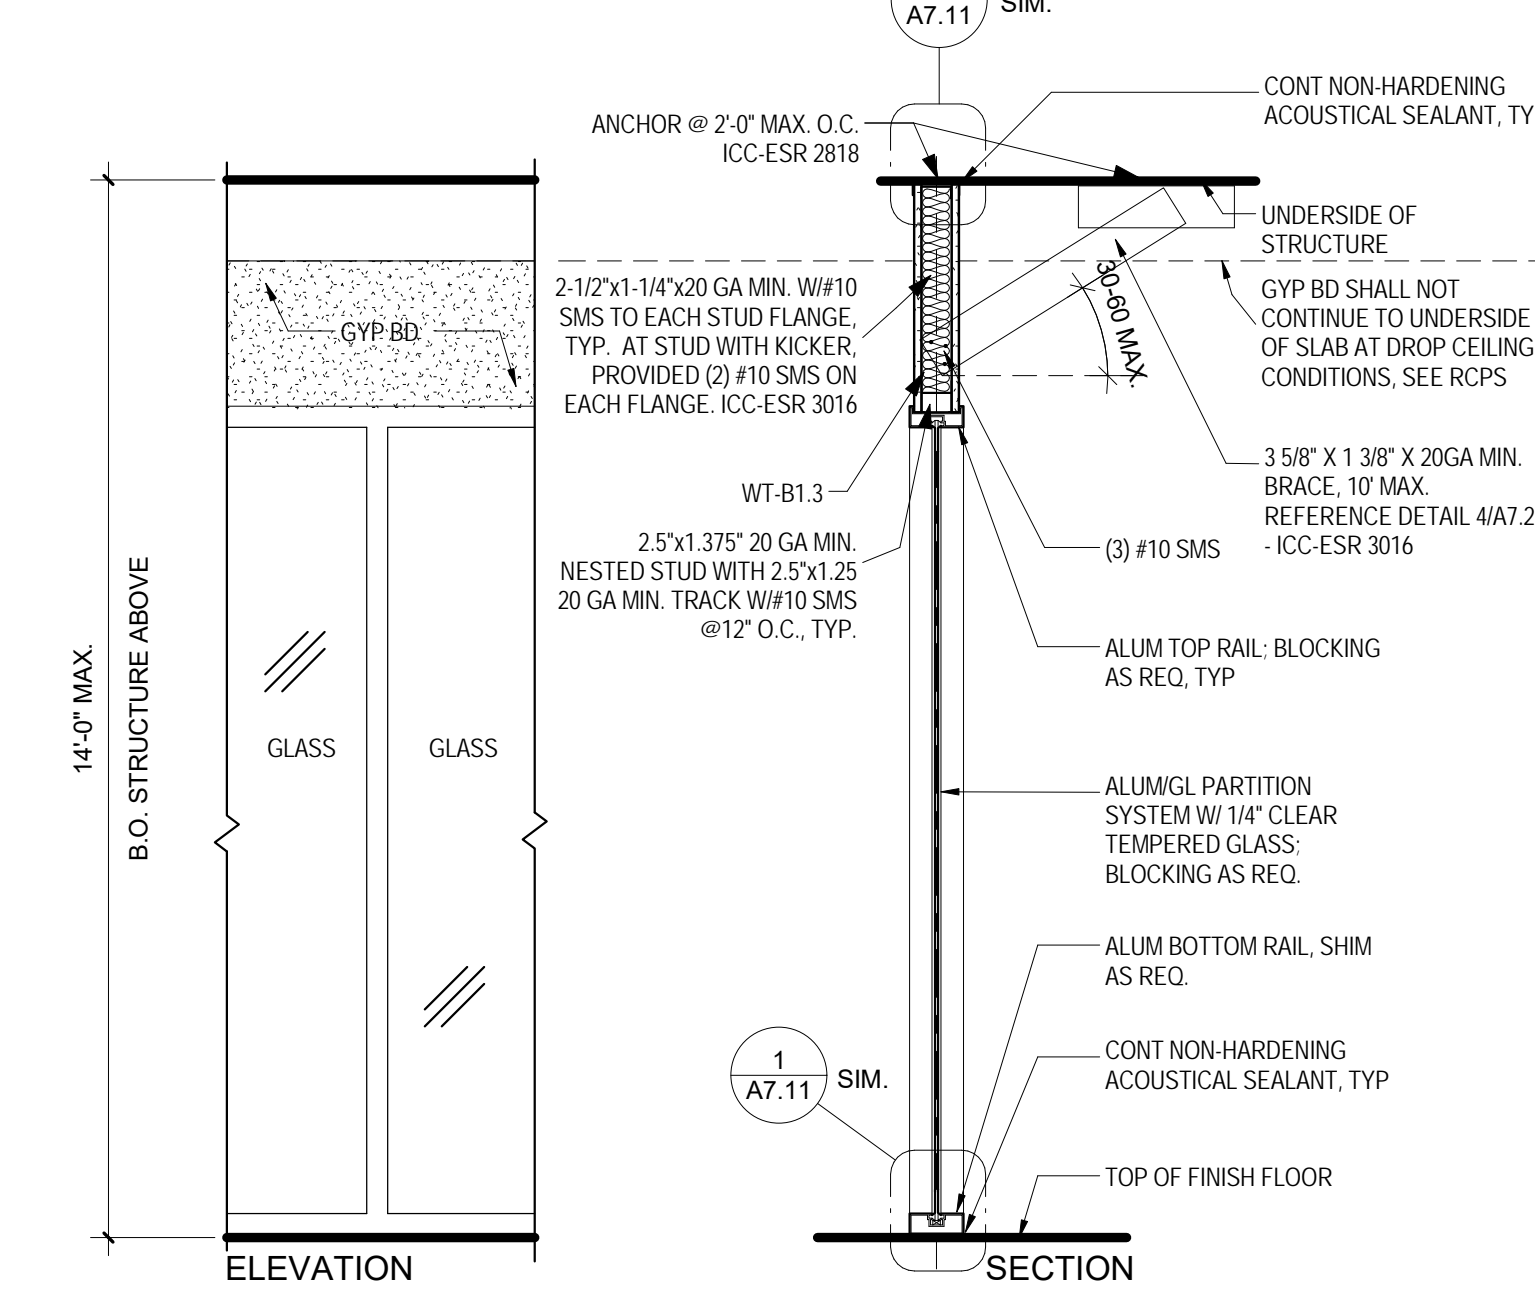 A7.11
SIM.
ANCHOR @ 2'-0" MAX. O.C.
ICC-ESR 2818
CONT NON-HARDENING
ACOUSTICAL SEALANT, TY
UNDERSIDE OF
STRUCTURE
2-1/2"x1-1/4"x20 GA MIN. W/#10
SMS TO EACH STUD FLANGE,
TYP. AT STUD WITH KICKER,
PROVIDED (2) #10 SMS ON
EACH FLANGE. ICC-ESR 3016
30-60 MAX.
GYP BD SHALL NOT
CONTINUE TO UNDERSIDE
OF SLAB AT DROP CEILING
CONDITIONS, SEE RCPS
GYP BD
3 5/8" X 1 3/8" X 20GA MIN.
BRACE, 10' MAX.
REFERENCE DETAIL 4/A7.2
- ICC-ESR 3016
WT-B1.3
2.5"x1.375" 20 GA MIN.
NESTED STUD WITH 2.5"x1.25
20 GA MIN. TRACK W/#10 SMS
@12" O.C., TYP.
(3) #10 SMS
ALUM TOP RAIL; BLOCKING
AS REQ, TYP
14'-0" MAX.
B.O. STRUCTURE ABOVE
GLASS
GLASS
ALUM/GL PARTITION
SYSTEM W/ 1/4" CLEAR
TEMPERED GLASS;
BLOCKING AS REQ.
ALUM BOTTOM RAIL, SHIM
AS REQ.
1
A7.11
SIM.
CONT NON-HARDENING
ACOUSTICAL SEALANT, TYP
TOP OF FINISH FLOOR
ELEVATION
SECTION